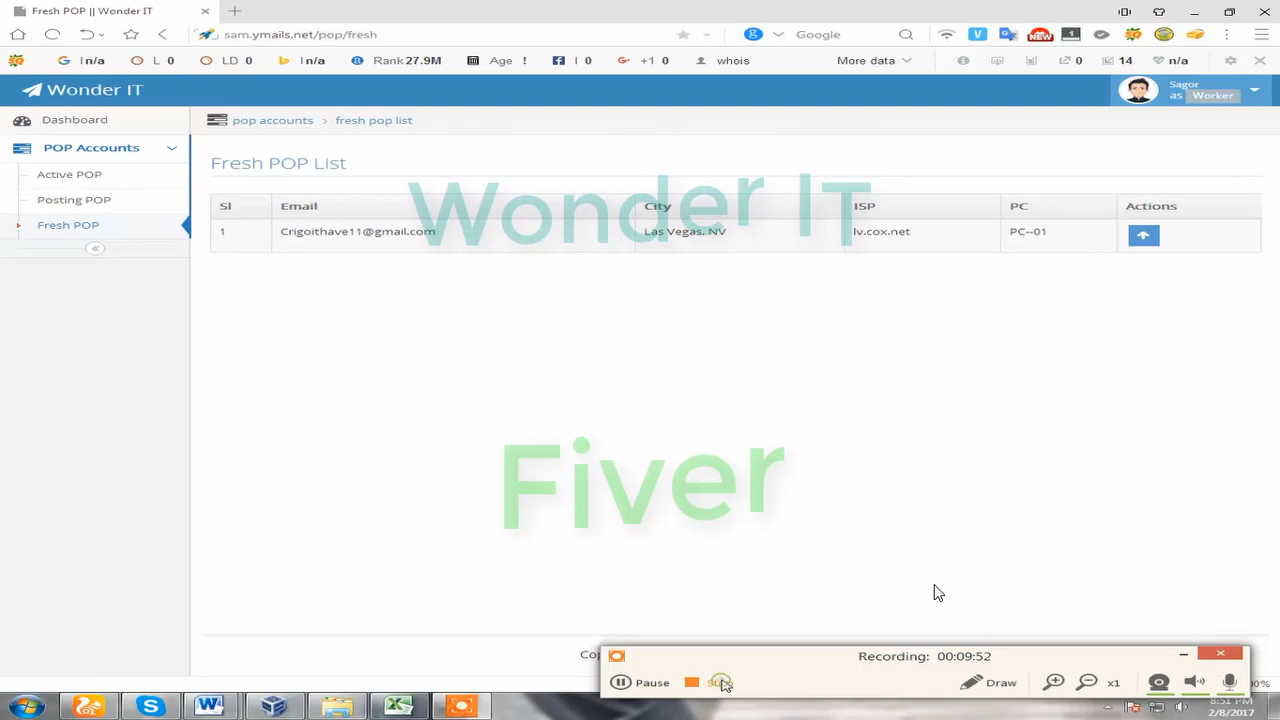 Fresh POP || Wonder IT
sam.ymails.net/pop/fresh
Google
I n/a
L 0
LD 0
I n/a
Rank 27.9M
Age !
I 0
+1 0
whois
More data
0
14
n/a
V
NEW
1
Wonder IT
Sagor
as Worker
Dashboard
pop accounts > fresh pop list
POP Accounts
Active POP
Posting POP
Fresh POP
Fresh POP List
Sl Email City ISP PC Actions
1 Crigoithave11@gmail.com Las Vegas, NV lv.cox.net PC--01
Wonder IT
Fiver
Recording: 00:09:52
Pause
Draw
x1
8:51 PM
2/8/2017